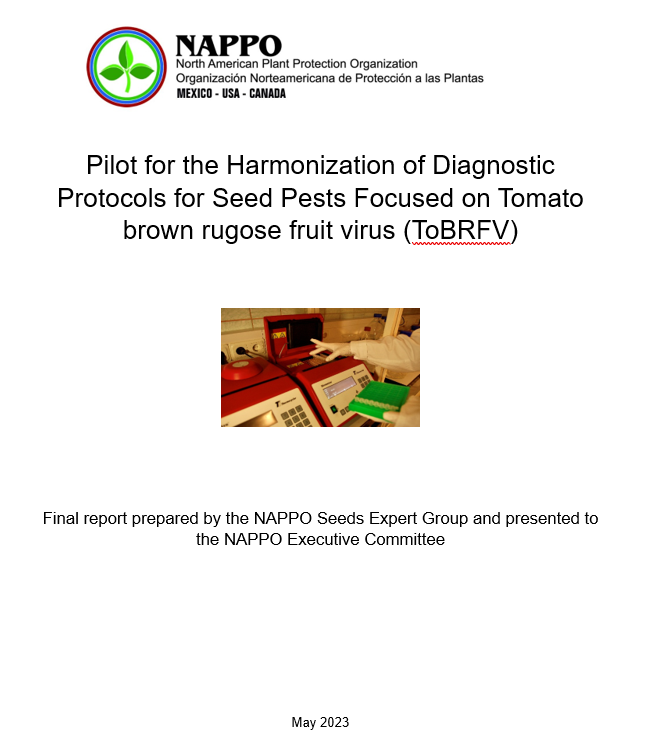 NAPPO
North American Plant Protection Organization
Organización Norteamericana de Protección a las Plantas
MEXICO - USA - CANADA
Pilot for the Harmonization of Diagnostic
Protocols for Seed Pests Focused on Tomato
brown rugose fruit virus (ToBRFV)
Final report prepared by the NAPPO Seeds Expert Group and presented to
the NAPPO Executive Committee
May 2023